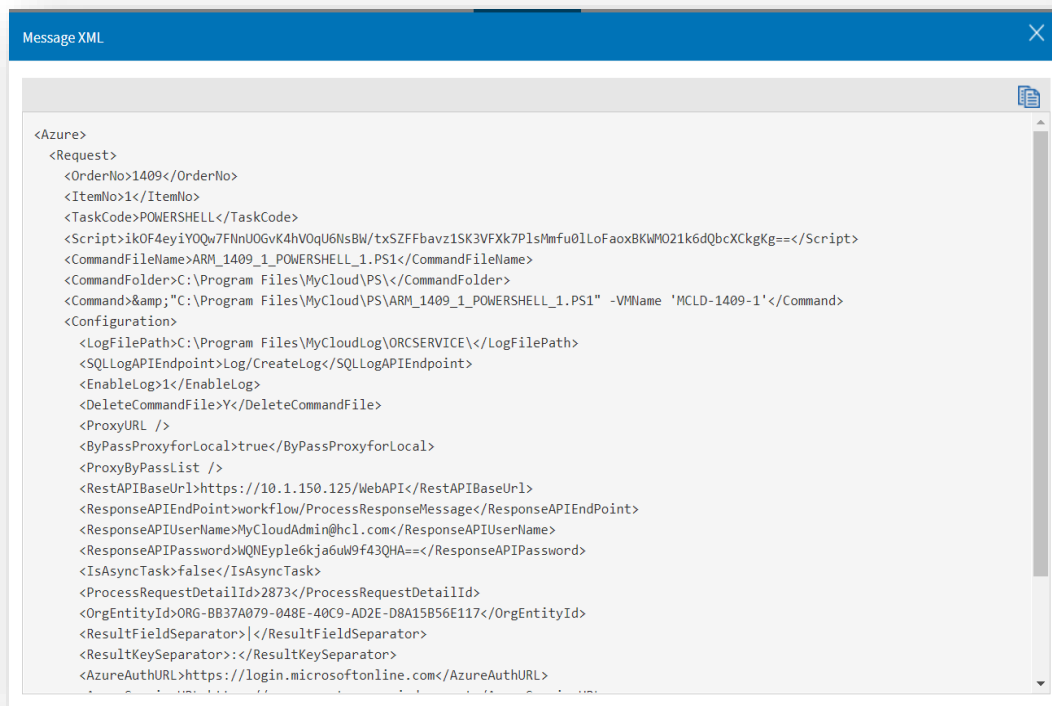 Message XML
<Azure>
<Request>
<OrderNo>1409</OrderNo>
<ItemNo>1</ItemNo>
<TaskCode>POWERSHELL</TaskCode>
<Script>ikOF4eyiYOQw7FNnUOGvK4hVOqU6NsBW/txSZFFbavz1SK3VFXk7PlsMmfu0lLoFaoxBKWMO21k6dQbcXCkgKg==</Script>
<CommandFileName>ARM_1409_1_POWERSHELL_1.PS1</CommandFileName>
<CommandFolder>C:\Program Files\MyCloud\PS\</CommandFolder>
<Command>&amp;"C:\Program Files\MyCloud\PS\ARM_1409_1_POWERSHELL_1.PS1" -VMName 'MCLD-1409-1'</Command>
<Configuration>
<LogFilePath>C:\Program Files\MyCloudLog\ORCSERVICE\</LogFilePath>
<SQLLogAPIEndpoint>Log/CreateLog</SQLLogAPIEndpoint>
<EnableLog>1</EnableLog>
<DeleteCommandFile>Y</DeleteCommandFile>
<ProxyURL />
<ByPassProxyforLocal>true</ByPassProxyforLocal>
<ProxyByPassList />
<RestAPIBaseUrl>https://10.1.150.125/WebAPI</RestAPIBaseUrl>
<ResponseAPIEndPoint>workflow/ProcessResponseMessage</ResponseAPIEndPoint>
<ResponseAPIUserName>MyCloudAdmin@hcl.com</ResponseAPIUserName>
<ResponseAPIPassword>WQNEyple6kja6uW9f43QHA==</ResponseAPIPassword>
<IsAsyncTask>false</IsAsyncTask>
<ProcessRequestDetailId>2873</ProcessRequestDetailId>
<OrgEntityId>ORG-BB37A079-048E-40C9-AD2E-D8A15B56E117</OrgEntityId>
<ResultFieldSeparator>|</ResultFieldSeparator>
<ResultKeySeparator>:</ResultKeySeparator>
<AzureAuthURL>https://login.microsoftonline.com</AzureAuthURL>